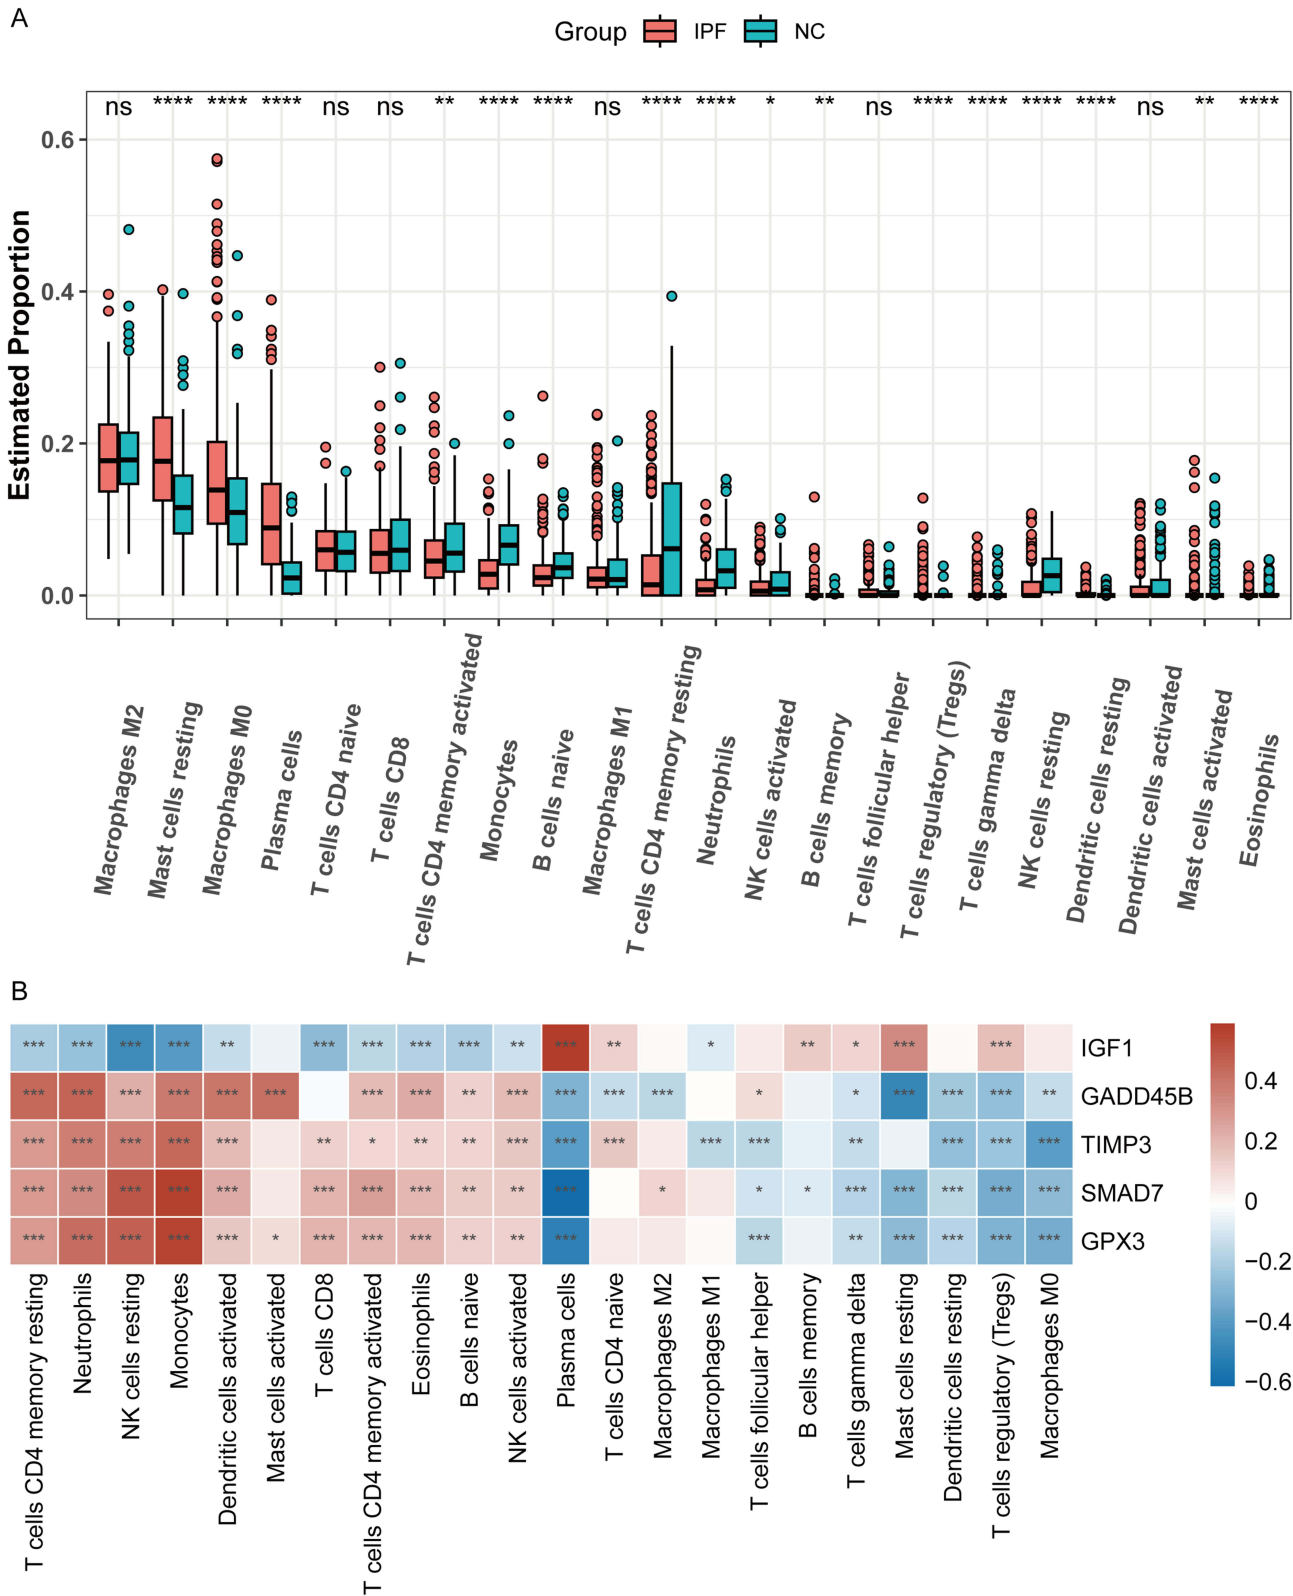 A
Group IPF NC
ns **** **** **** ns ns ** **** **** ns **** **** * ** ns **** **** **** **** ns ** ****
Estimated Proportion
0.6
0.4
0.2
0.0
Macrophages M2
Mast cells resting
Macrophages M0
Plasma cells
T cells CD4 naive
T cells CD8
T cells CD4 memory activated
Monocytes
B cells naive
Macrophages M1
T cells CD4 memory resting
Neutrophils
NK cells activated
B cells memory
T cells follicular helper
T cells regulatory (Tregs)
T cells gamma delta
NK cells resting
Dendritic cells resting
Dendritic cells activated
Mast cells activated
Eosinophils
B
*** *** *** *** ** *** *** *** *** ** *** ** * ** * *** *** IGF1
*** *** *** *** *** *** *** *** ** *** *** *** *** * * *** *** *** ** GADD45B
*** *** *** *** *** ** * ** ** *** *** *** *** *** ** *** *** *** TIMP3
*** *** *** *** *** *** *** *** ** ** *** * * * *** *** *** *** *** SMAD7
*** *** *** *** *** * *** *** *** ** ** *** *** ** *** *** *** *** GPX3
0.4
0.2
0
−0.2
−0.4
−0.6
T cells CD4 memory resting
Neutrophils
NK cells resting
Monocytes
Dendritic cells activated
Mast cells activated
T cells CD8
T cells CD4 memory activated
Eosinophils
B cells naive
NK cells activated
Plasma cells
T cells CD4 naive
Macrophages M2
Macrophages M1
T cells follicular helper
B cells memory
T cells gamma delta
Mast cells resting
Dendritic cells resting
T cells regulatory (Tregs)
Macrophages M0